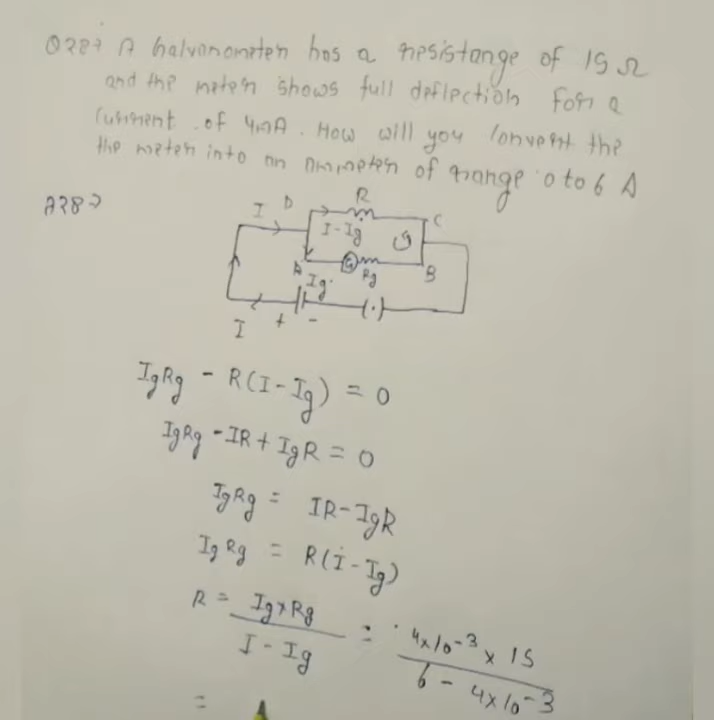 Q28→ A Galvanometer has a resistange of 15 Ω
and the meter shows full deflection for a
Current of 4mA. How will you Convert the
the meter into an ammeter of range 0 to 6 A
A28→
R
I D C
I-Ig
G
A Rg B
Ig
I + -
IgRg - R(I-Ig) = 0
IgRg - IR + IgR = 0
IgRg = IR-IgR
Ig Rg = R(I-Ig)
R = Ig×Rg / I-Ig = 4×10-3 × 15 / 6 - 4×10-3
=